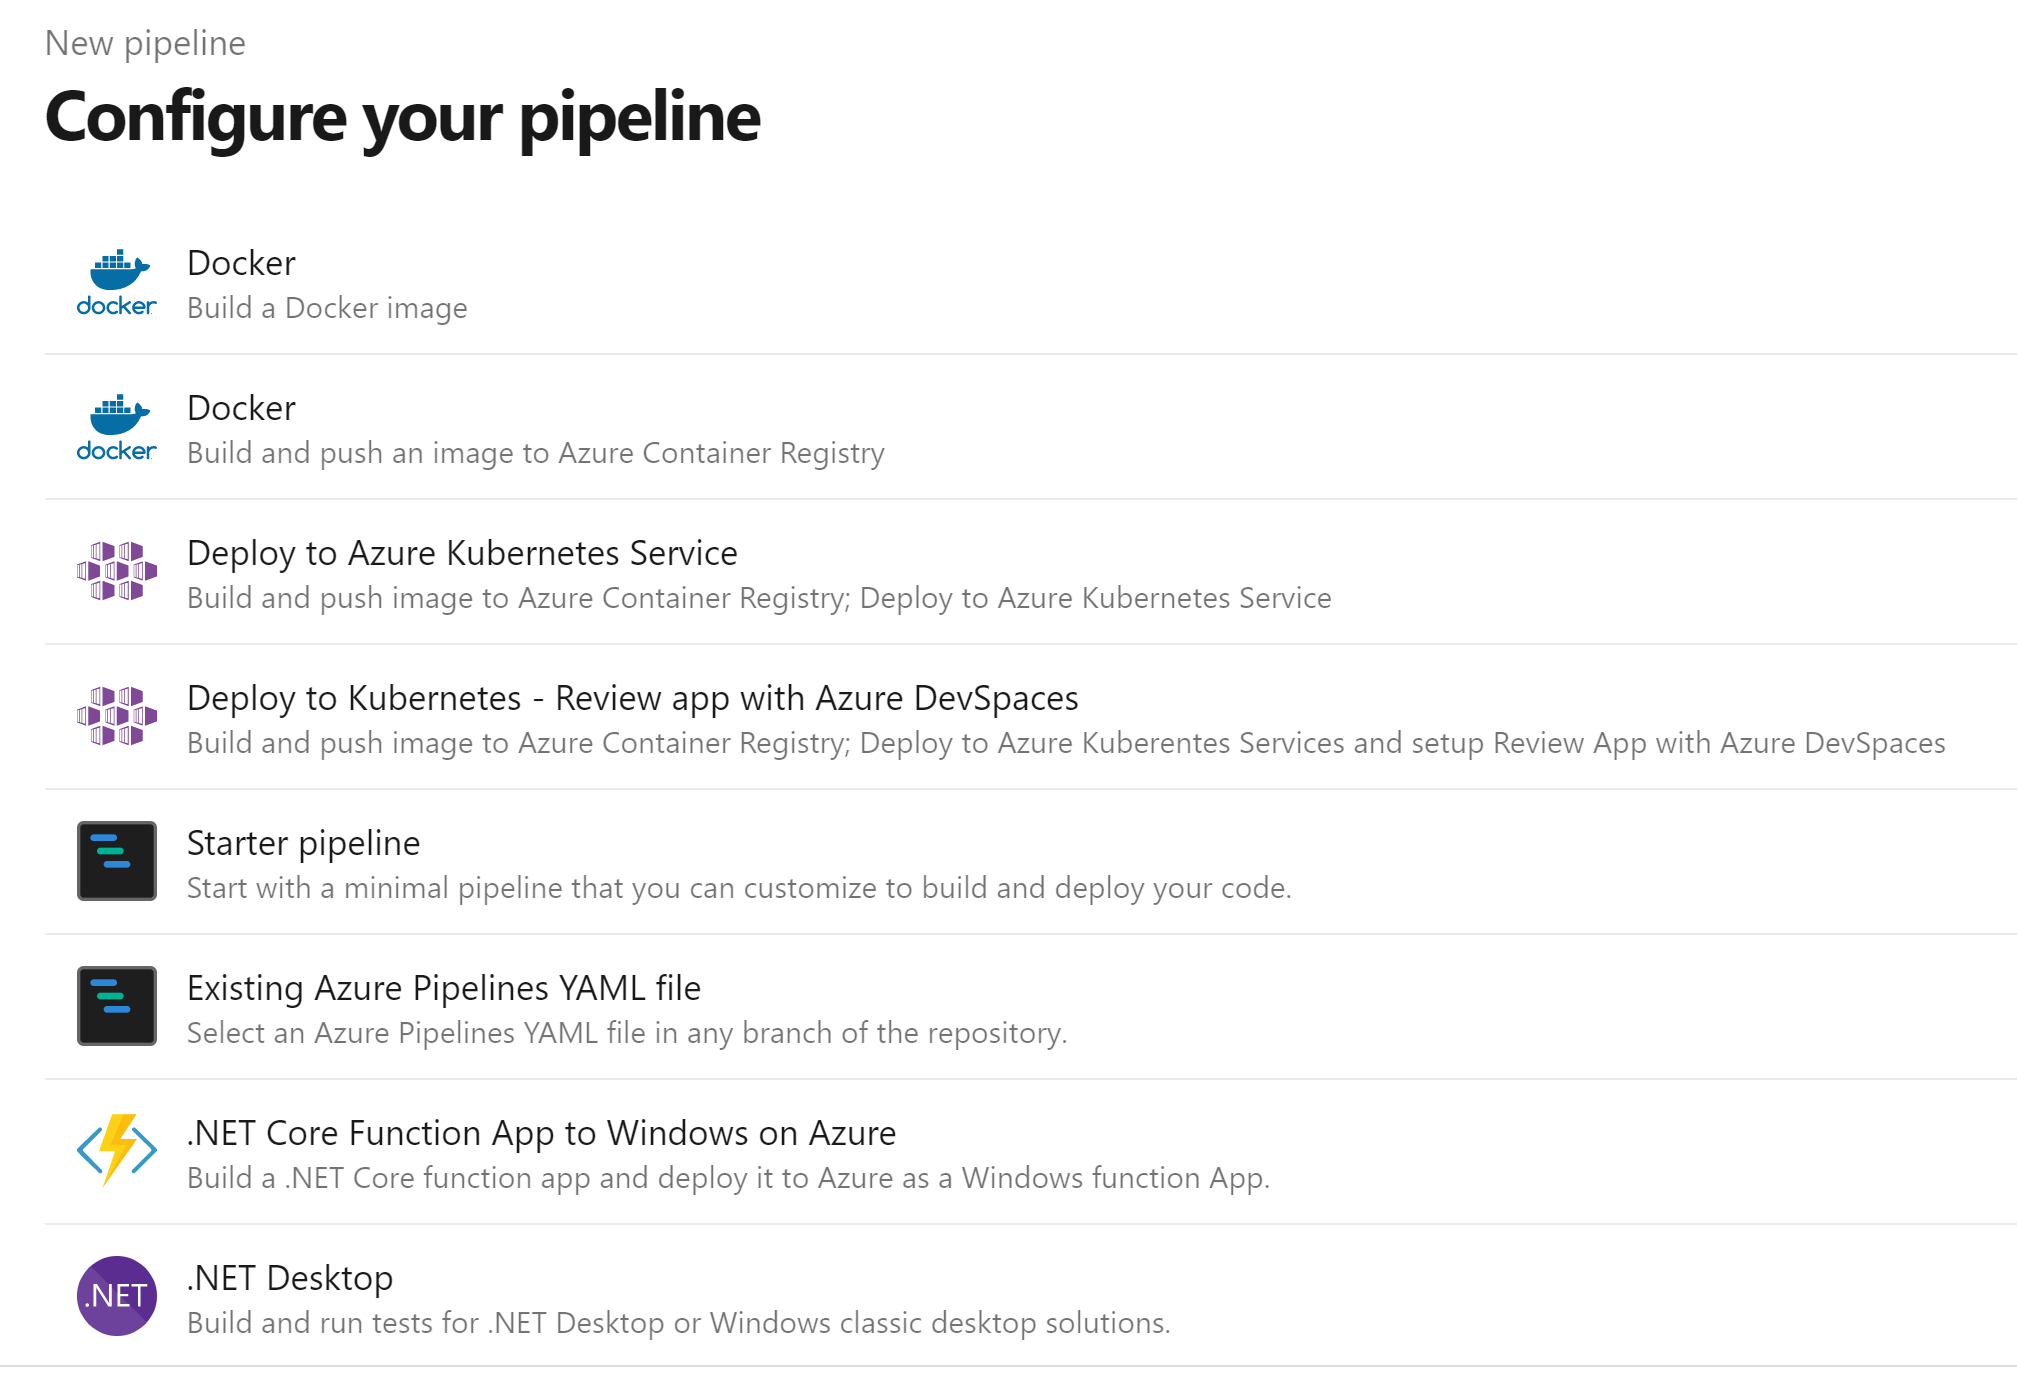 New pipeline
Configure your pipeline
docker
Docker
Build a Docker image
docker
Docker
Build and push an image to Azure Container Registry
Deploy to Azure Kubernetes Service
Build and push image to Azure Container Registry; Deploy to Azure Kubernetes Service
Deploy to Kubernetes - Review app with Azure DevSpaces
Build and push image to Azure Container Registry; Deploy to Azure Kuberentes Services and setup Review App with Azure DevSpaces
Starter pipeline
Start with a minimal pipeline that you can customize to build and deploy your code.
Existing Azure Pipelines YAML file
Select an Azure Pipelines YAML file in any branch of the repository.
.NET Core Function App to Windows on Azure
Build a .NET Core function app and deploy it to Azure as a Windows function App.
.NET
.NET Desktop
Build and run tests for .NET Desktop or Windows classic desktop solutions.